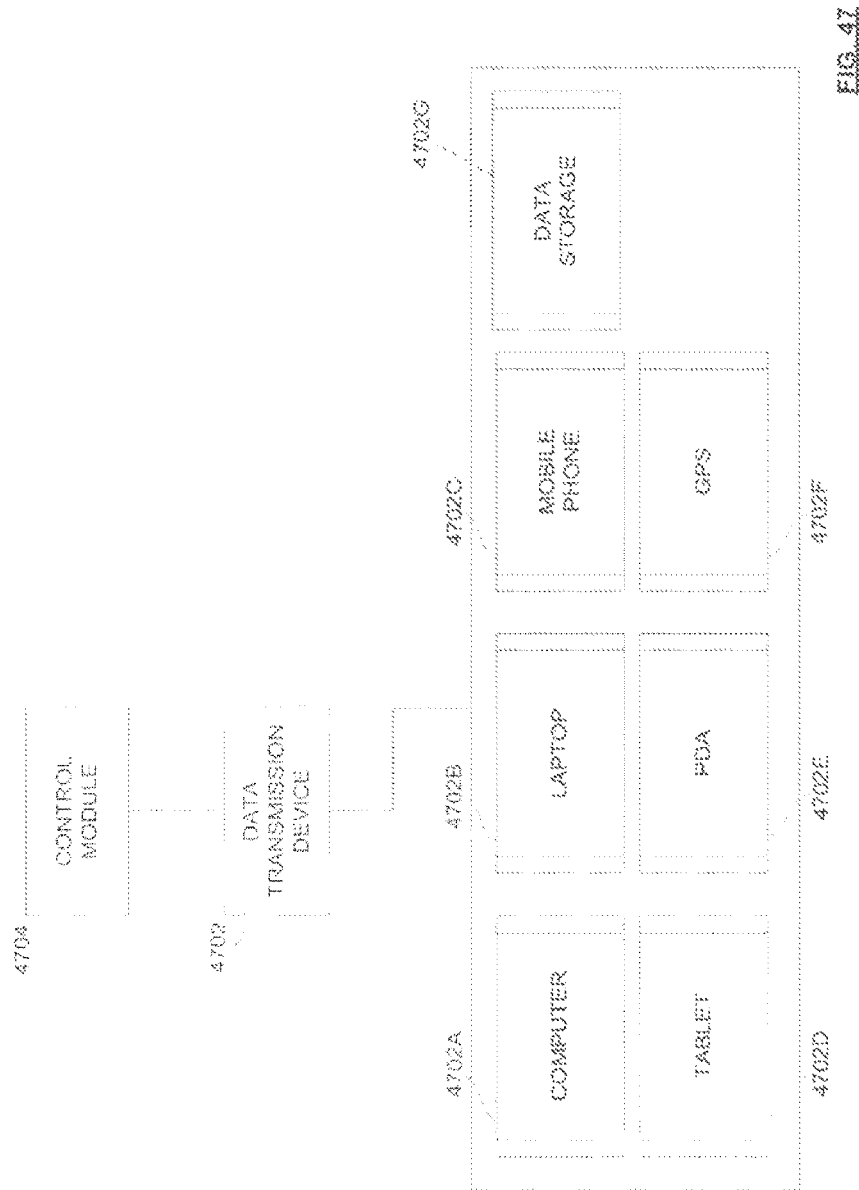 4704
CONTROL
MODULE
4702
DATA
TRANSMISSION
DEVICE
4702A
COMPUTER
4702B
LAPTOP
4702C
MOBILE
PHONE
4702G
DATA
STORAGE
TABLET
4702D
PDA
4702E
GPS
4702F
FIG. 47